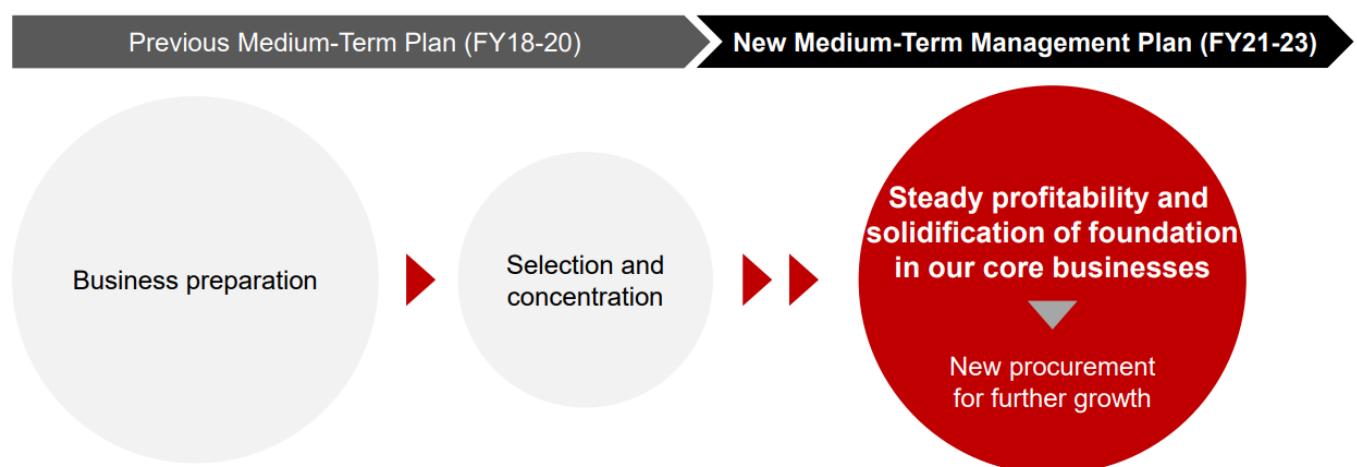 Previous Medium-Term Plan (FY18-20)
New Medium-Term Management Plan (FY21-23)
Business preparation
Selection and
concentration
Steady profitability and
solidification of foundation
in our core businesses
New procurement
for further growth